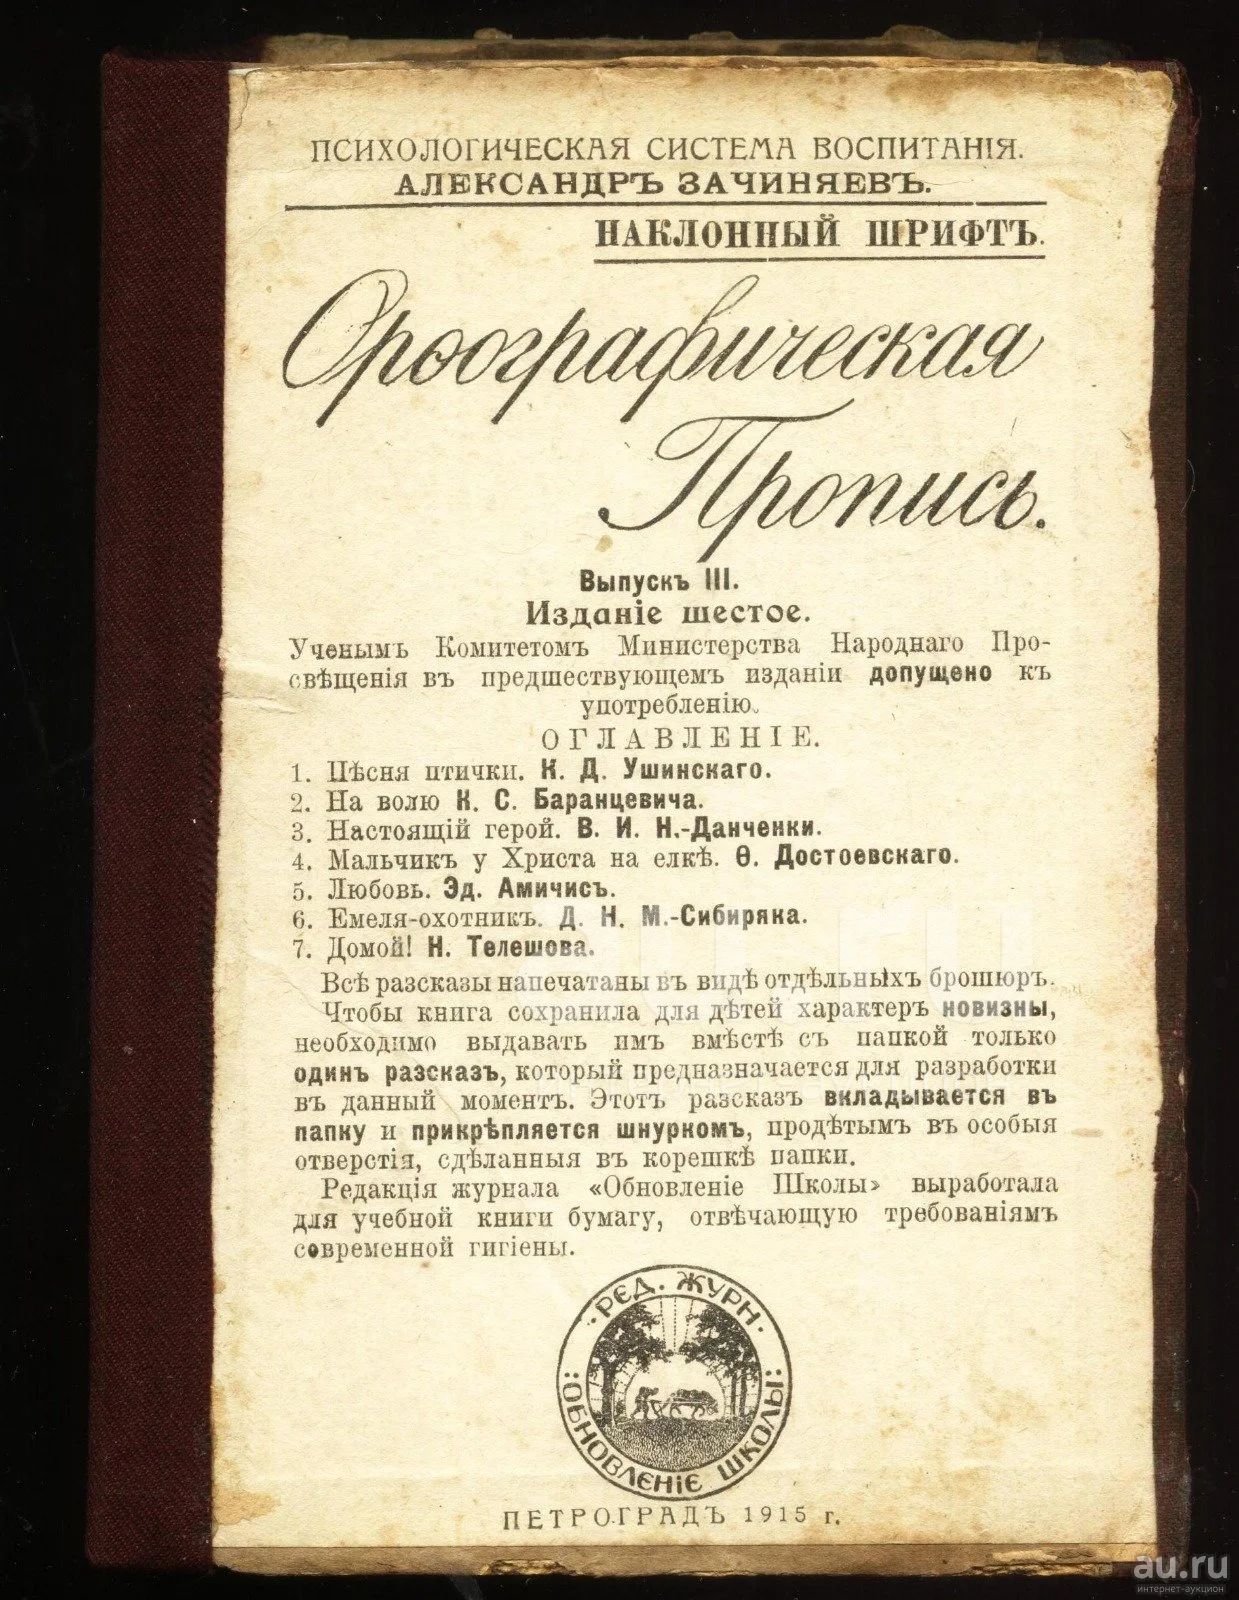 ПСИХОЛОГИЧЕСКАЯ СИСТЕМА ВОСПИТАНІЯ.
АЛЕКСАНДРЪ ЗАЧИНЯЕВЪ.
НАКЛОННЫЙ ШРИФТЪ.
Орѳографическая
Пропись.
Выпускъ III.
Изданіе шестое.
Ученымъ Комитетомъ Министерства Народнаго Про-
свѣщенія въ предшествующемъ изданіи допущено къ
употребленію.
ОГЛАВЛЕНІЕ.
1. Пѣсня птички. К. Д. Ушинскаго.
2. На волю К. С. Баранцевича.
3. Настоящій герой. В. И. Н.-Данченки.
4. Мальчикъ у Христа на елкѣ. Ѳ. Достоевскаго.
5. Любовь. Эд. Амичисъ.
6. Емеля-охотникъ. Д. Н. М.-Сибиряка.
7. Домой! Н. Телешова.
Всѣ разсказы напечатаны въ видѣ отдѣльныхъ брошюръ.
Чтобы книга сохранила для дѣтей характеръ новизны,
необходимо выдавать имъ вмѣстѣ съ папкой только
одинъ разсказъ, который предназначается для разработки
въ данный моментъ. Этотъ разсказъ вкладывается въ
папку и прикрѣпляется шнуркомъ, продѣтымъ въ особыя
отверстія, сдѣланныя въ корешкѣ папки.
Редакція журнала «Обновленіе Школы» выработала
для учебной книги бумагу, отвѣчающую требованіямъ
современной гигіены.
·РЕД. ЖУРН·
:ОБНОВЛЕНІЕ ШКОЛЫ:
ПЕТРОГРАДЪ 1915 г.
au.ru
интернет-аукцион